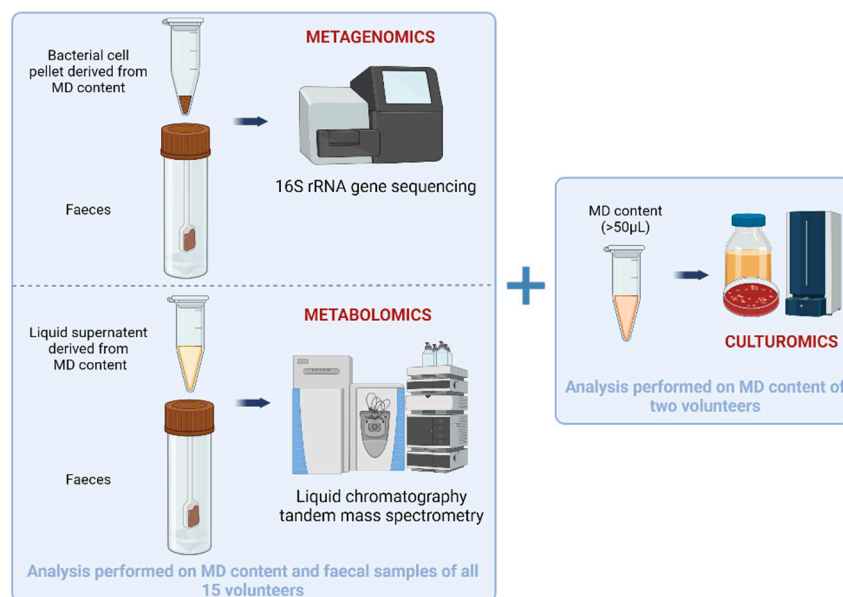 METAGENOMICS
Bacterial cell
pellet derived from
MD content
16S rRNA gene sequencing
Faeces
METABOLOMICS
Liquid supernatent
derived from
MD content
Faeces
Liquid chromatography
tandem mass spectrometry
Analysis performed on MD content and faecal samples of all
15 volunteers
+
MD content
(>50µL)
CULTUROMICS
Analysis performed on MD content of
two volunteers